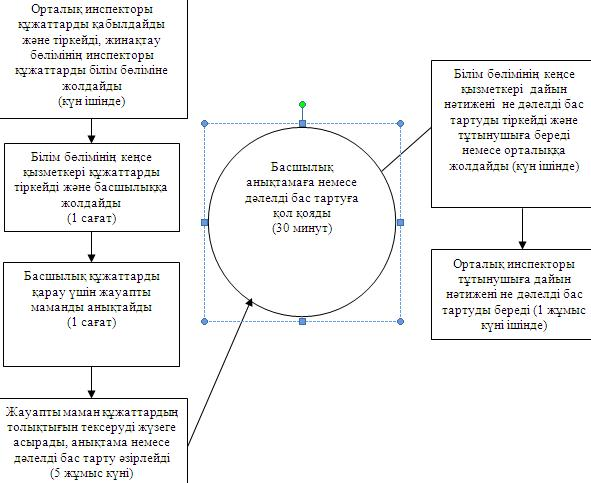 Орталық инспекторы
құжаттарды қабылдайды
және тіркейді, жинақтау
бөлімінің инспекторы
құжаттарды білім бөліміне
жолдайды
(күн ішінде)
Білім бөлімінің кеңсе
қызметкері құжаттарды
тіркейді және басшылыққа
жолдайды
(1 сағат)
Басшылық құжаттарды
қарау үшін жауапты
маманды анықтайды
(1 сағат)
Жауапты маман құжаттардың
толықтығын тексеруді жүзеге
асырады, анықтама немесе
дәлелді бас тарту әзірлейді
(5 жұмыс күні)
Басшылық
анықтамаға немесе
дәлелді бас тартуға
қол қояды
(30 минут)
Білім бөлімінің кеңсе
қызметкері дайын
нәтижені не дәлелді бас
тартуды тіркейді және
тұтынушыға береді
немесе орталыққа
жолдайды (күн ішінде)
Орталық инспекторы
тұтынушыға дайын
нәтижені не дәлелді бас
тартуды береді (1 жұмыс
күні ішінде)